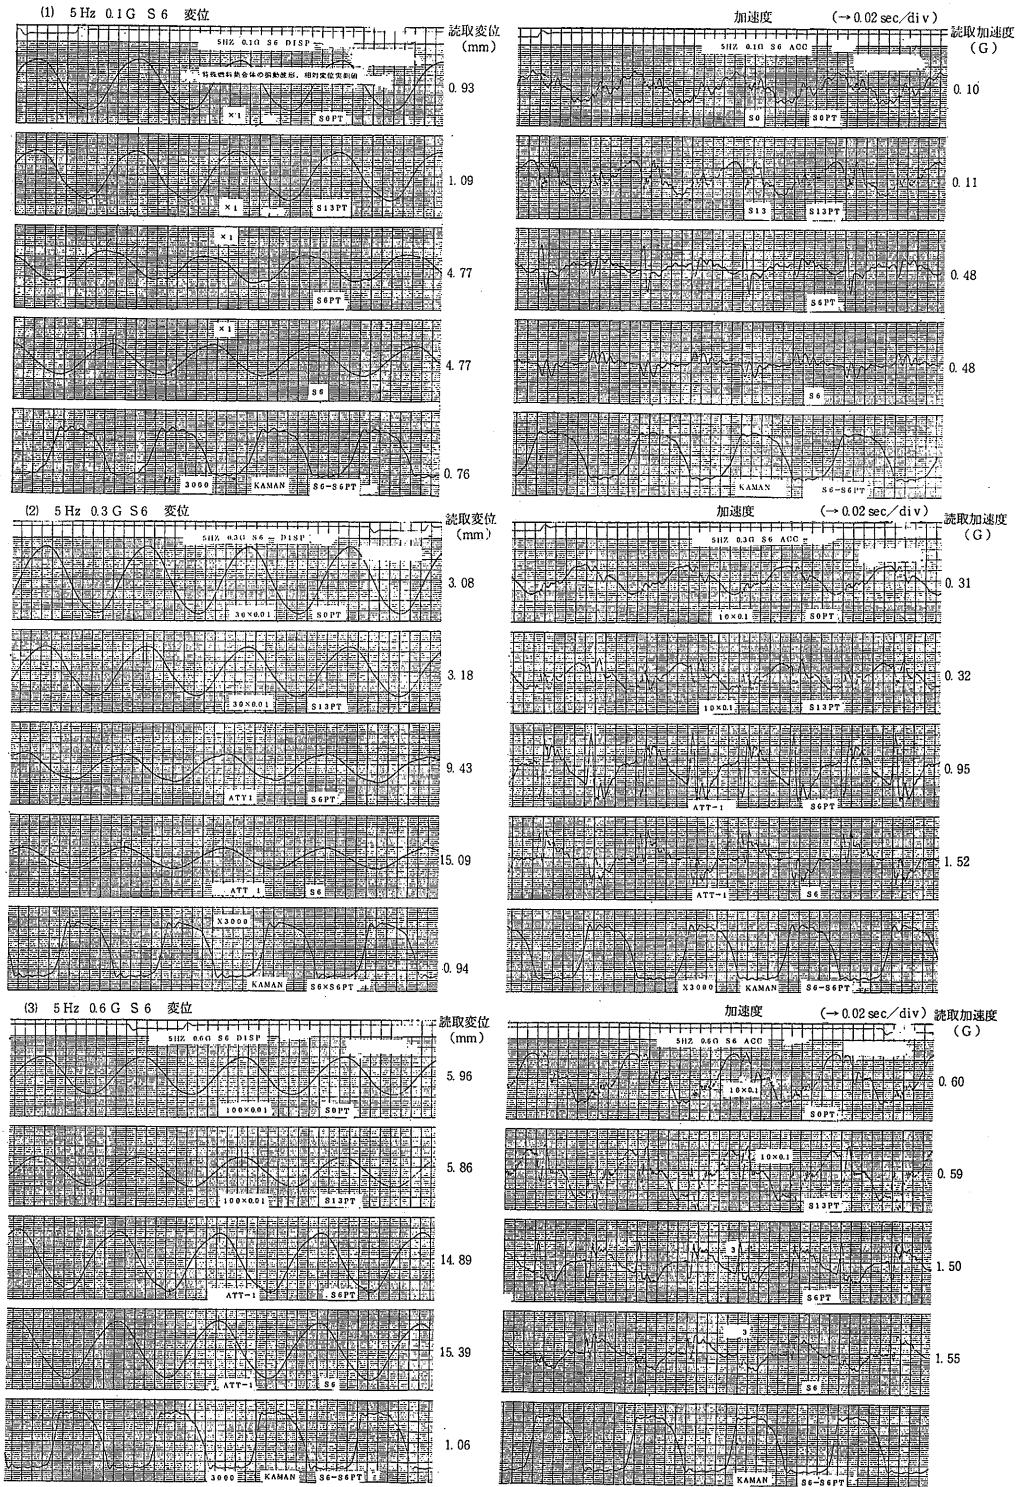 (1) 5Hz 0.1G S6 変位
読取変位
(mm)
5HZ 0.1G S6 DISP
特殊燃料集合体の振動波形、相対変位実測値
×1
S0PT
0.93
×1
S13PT
1.09
×1
S6PT
4.77
×1
S6
4.77
3000
KAMAN
S6-S6PT
0.76
加速度 (→0.02sec/div)
読取加速度
(G)
5HZ 0.1G S6 ACC
S0
S0PT
0.10
S13
S13PT
0.11
S6PT
0.48
S6
0.48
KAMAN
S6-S6PT
(2) 5Hz 0.3G S6 変位
読取変位
(mm)
5HZ 0.3G S6 DISP
30×0.01
S0PT
3.08
30×0.01
S13PT
3.18
ATY1
S6PT
9.43
ATT 1
S6
15.09
X3000
KAMAN
S6×S6PT
0.94
加速度 (→0.02sec/div)
読取加速度
(G)
5HZ 0.3G S6 ACC
10×0.1
S0PT
0.31
10×0.1
S13PT
0.32
ATT-1
S6PT
0.95
ATT-1
S6
1.52
X3000
KAMAN
S6-S6PT
(3) 5Hz 0.6G S6 変位
読取変位
(mm)
5HZ 0.6G S6 DISP
100×0.01
S0PT
5.96
100×0.01
S13PT
5.86
ATT-1
S6PT
14.89
ATT-1
S6
15.39
3000
KAMAN
S6-S6PT
1.06
加速度 (→0.02sec/div)
読取加速度
(G)
5HZ 0.6G S6 ACC
10×0.1
S0PT
0.60
10×0.1
S13PT
0.59
3
S6PT
1.50
3
S6
1.55
KAMAN
S6-S6PT